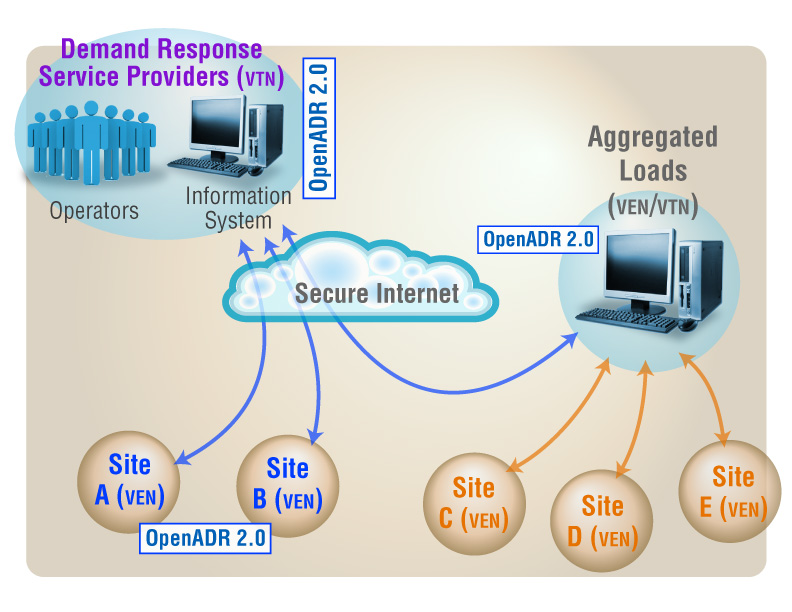 Demand Response
Service Providers (VTN)
OpenADR 2.0
Operators
Information
System
Aggregated
Loads
(VEN/VTN)
OpenADR 2.0
Secure Internet
Site
A (VEN)
Site
B (VEN)
OpenADR 2.0
Site
C (VEN)
Site
D (VEN)
Site
E (VEN)